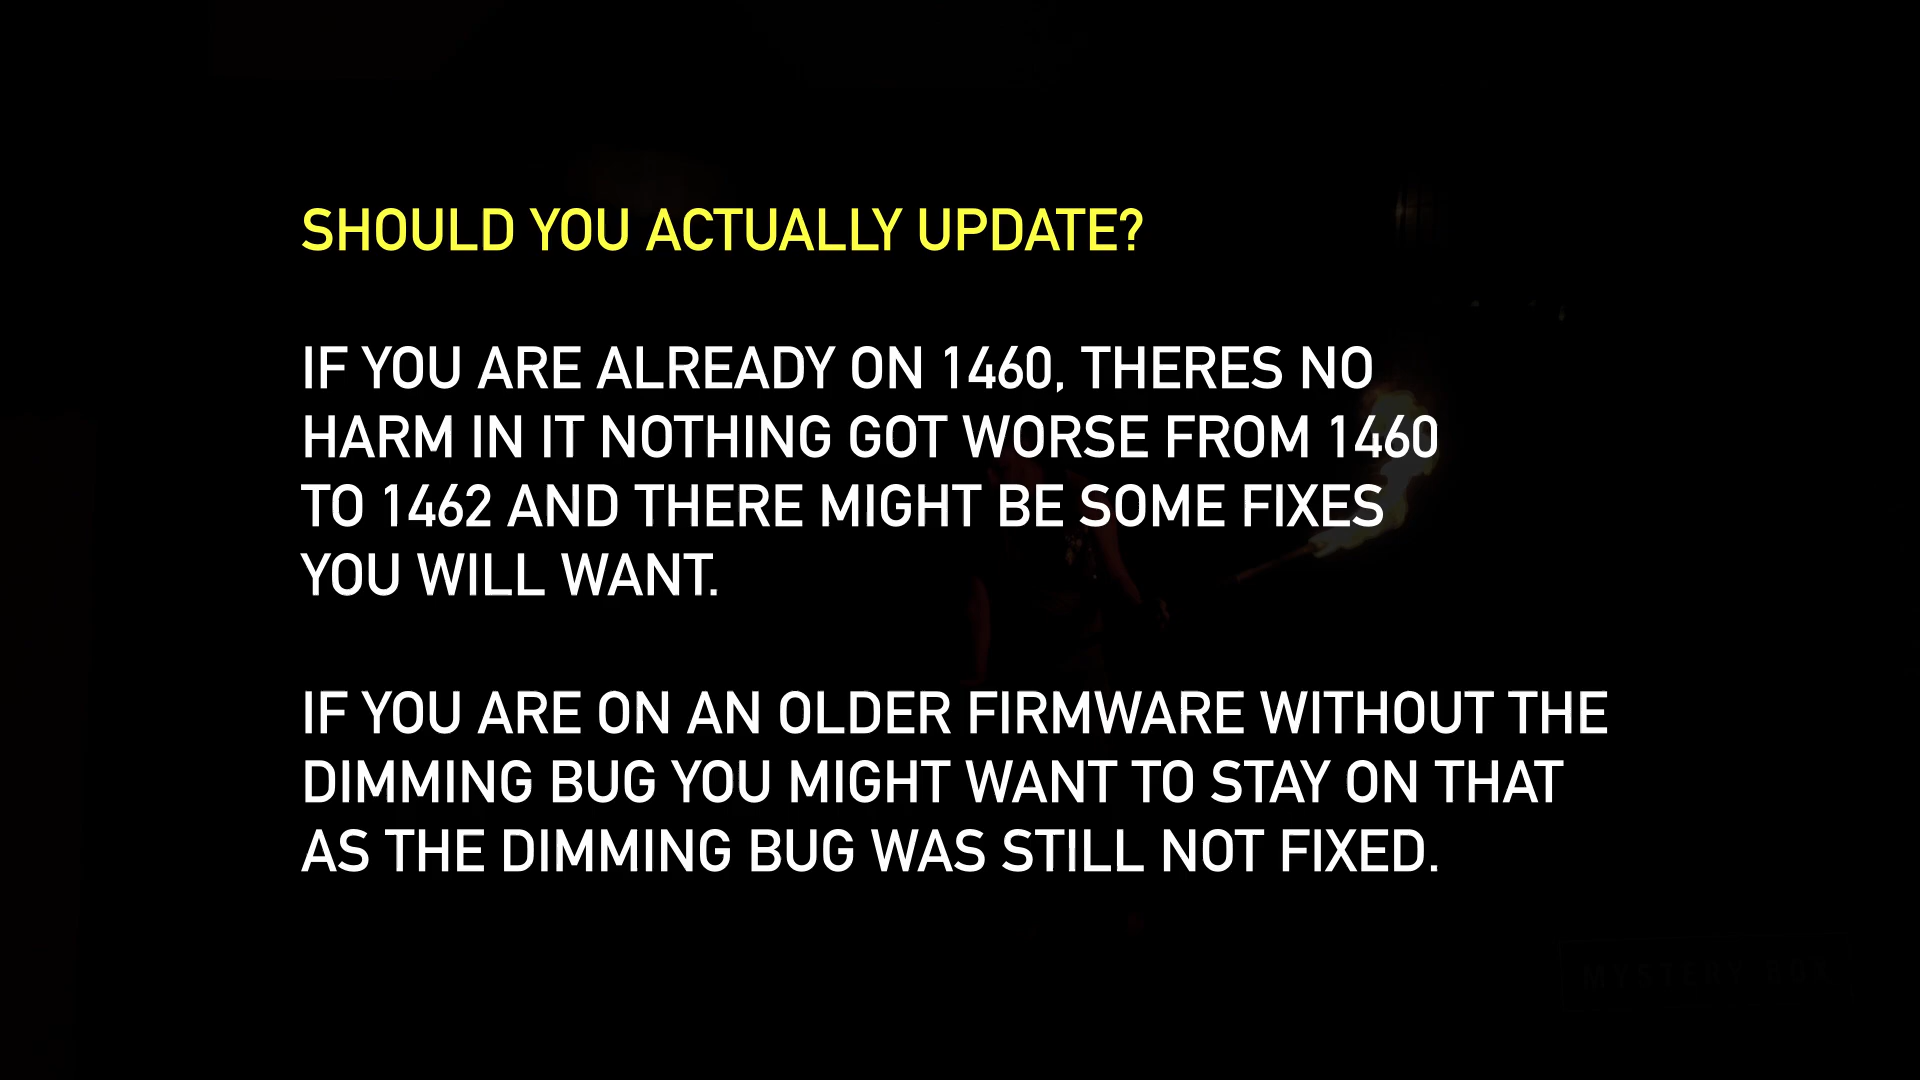 SHOULD YOU ACTUALLY UPDATE?
IF YOU ARE ALREADY ON 1460, THERES NO
HARM IN IT NOTHING GOT WORSE FROM 1460
TO 1462 AND THERE MIGHT BE SOME FIXES
YOU WILL WANT.
IF YOU ARE ON AN OLDER FIRMWARE WITHOUT THE
DIMMING BUG YOU MIGHT WANT TO STAY ON THAT
AS THE DIMMING BUG WAS STILL NOT FIXED.
MYSTERY BOX